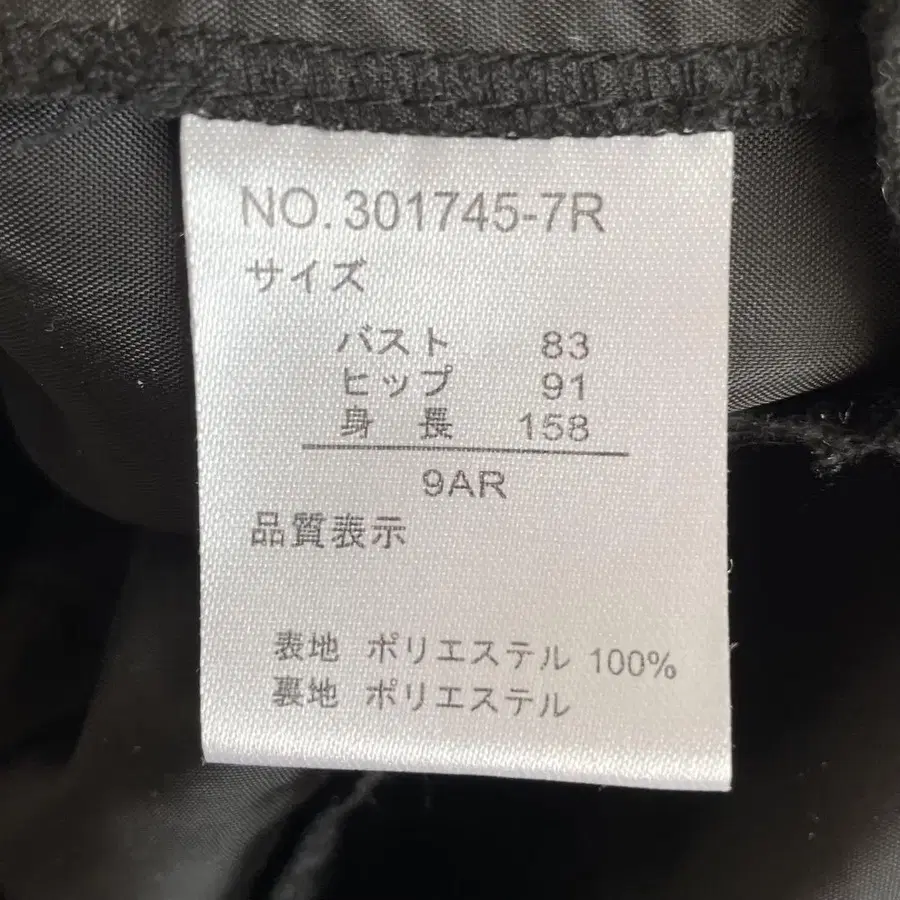 NO.301745-7R
サイズ
バスト 83
ヒップ 91
身 長 158
9AR
品質表示
表地 ポリエステル 100%
裏地 ポリエステル